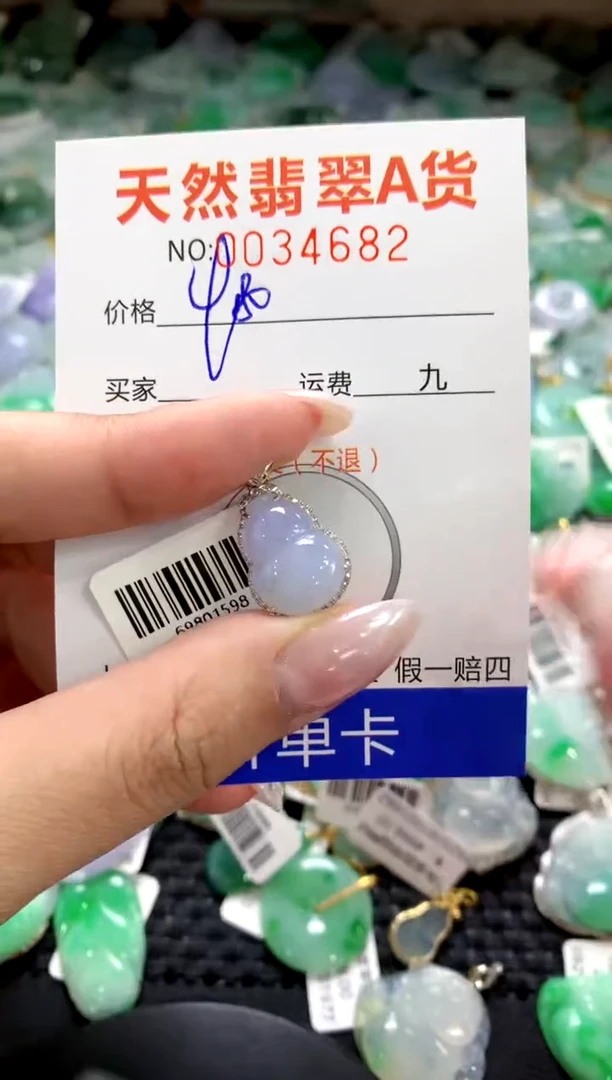 天然翡翠A货
NO:0034682
价格
买家 运费 九
（不退）
69801598
假一赔四
单卡